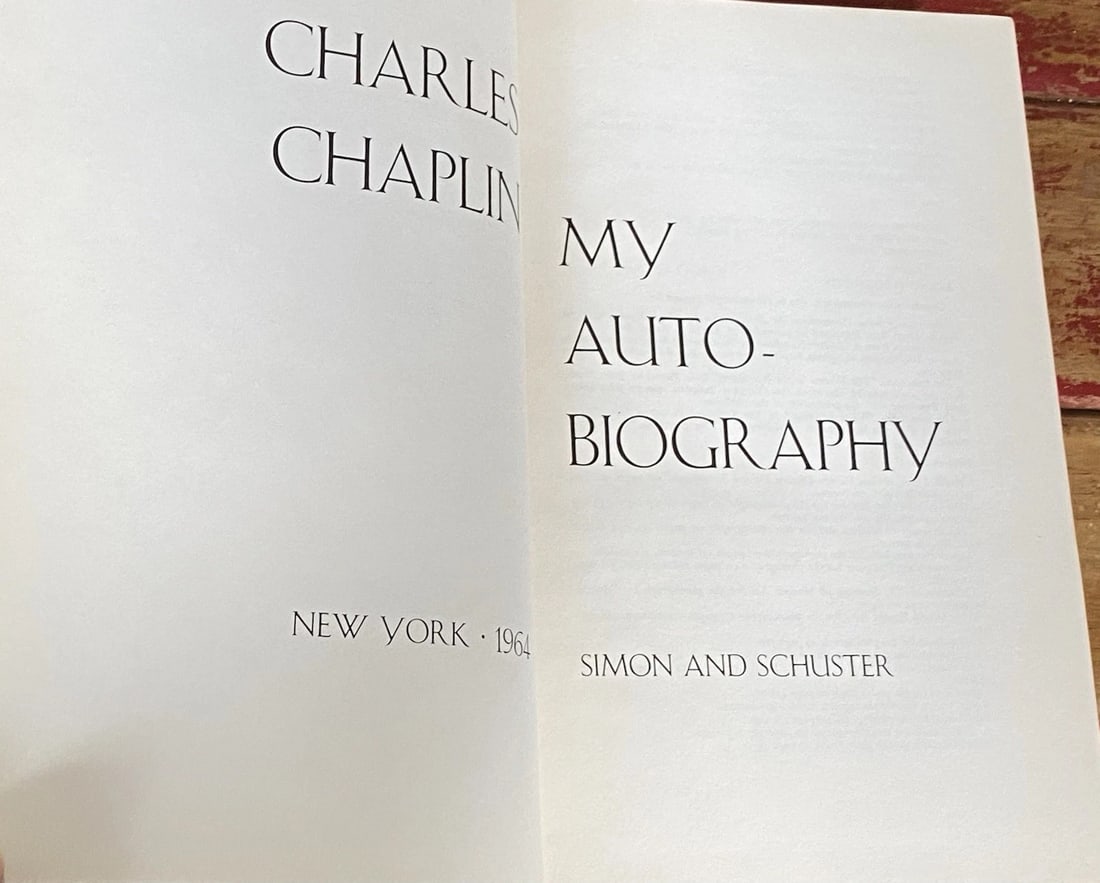 CHARLES
CHAPLIN
NEW YORK · 1964
MY
AUTO-
BIOGRAPHY
SIMON AND SCHUSTER